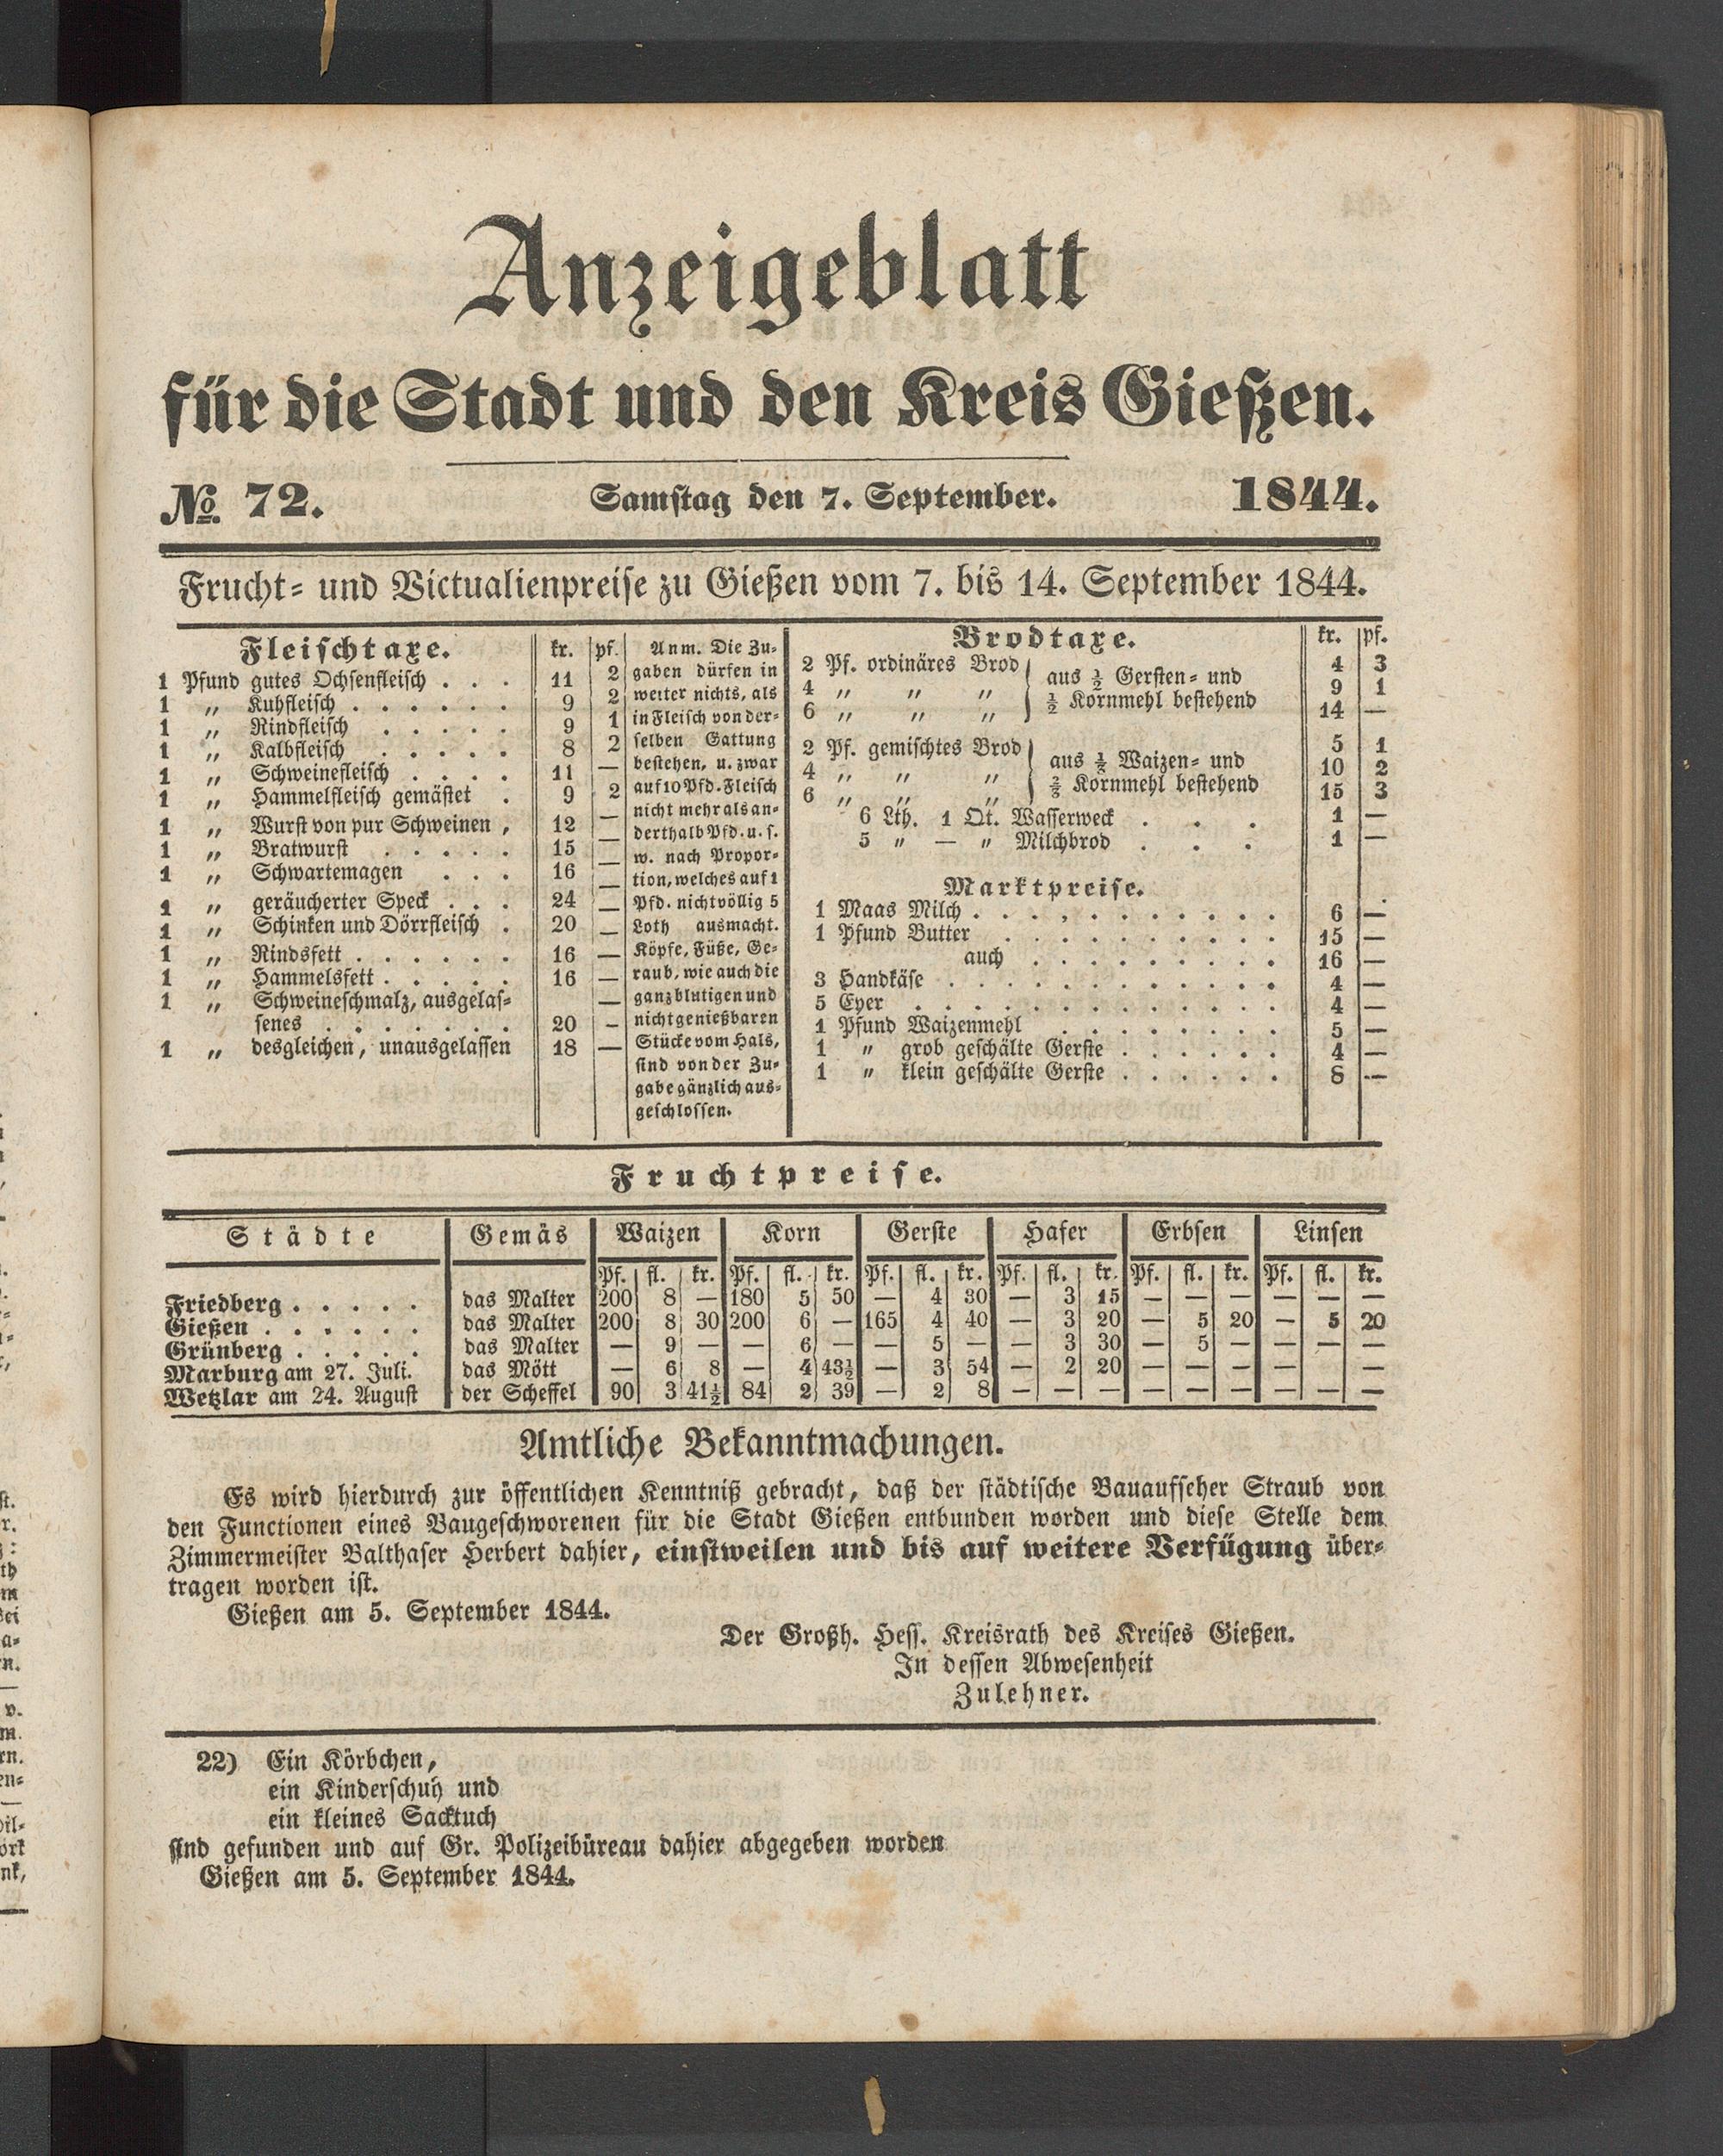 Anzeigeblatt
für die Stadt und den Kreis Gießen.
No. 72. Samstag den 7. September. 1844.
Frucht- und Victualienpreise zu Gießen vom 7. bis 14. September 1844.
Fleischtaxe. kr. pf.
1 Pfund gutes Ochsenfleisch . . . 11 2
1 „ Kuhfleisch . . . . . . 9 2
1 „ Rindfleisch . . . . . 9 1
1 „ Kalbfleisch . . . . . 8 2
1 „ Schweinefleisch . . . . 11 —
1 „ Hammelfleisch gemästet . 9 2
1 „ Wurst von pur Schweinen , 12 —
1 „ Bratwurst . . . . . 15 —
1 „ Schwartemagen . . . 16 —
1 „ geräucherter Speck . . . 24 —
1 „ Schinken und Dörrfleisch . 20 —
1 „ Rindsfett . . . . . . 16 —
1 „ Hammelsfett . . . . . 16 —
1 „ Schweineschmalz, ausgelas-
senes . . . . . . . 20 —
1 „ desgleichen, unausgelassen 18 —
Anm. Die Zu-
gaben dürfen in
weiter nichts, als
in Fleisch von der-
selben Gattung
bestehen, u. zwar
auf 10 Pfd. Fleisch
nicht mehr als an-
derthalb Pfd. u. s.
w. nach Propor-
tion, welches auf 1
Pfd. nicht völlig 5
Loth ausmacht.
Köpfe, Füße, Ge-
raub, wie auch die
ganz blutigen und
nicht genießbaren
Stücke vom Hals,
sind von der Zu-
gabe gänzlich aus-
geschlossen.
Brodtaxe. kr. pf.
2 Pf. ordinäres Brod aus ½ Gersten- und 4 3
4 „ „ „ ½ Kornmehl bestehend 9 1
6 „ „ „ 14 —
2 Pf. gemischtes Brod aus ⅓ Waizen- und 5 1
4 „ „ „ ⅔ Kornmehl bestehend 10 2
6 „ „ „ 15 3
6 Lth. 1 Qt. Wasserweck . . . 1 —
5 „ — „ Milchbrod . . . 1 —
Marktpreise.
1 Maas Milch . . . . . . . . . . . 6 —
1 Pfund Butter . . . . . . . . . . 15 —
auch . . . . . . . . . 16 —
3 Handkäse . . . . . . . . . . . . 4 —
5 Eyer . . . . . . . . . . . . . 4 —
1 Pfund Waizenmehl . . . . . . . . 5 —
1 „ grob geschälte Gerste . . . . . . 4 —
1 „ klein geschälte Gerste . . . . . . 8 —
Fruchtpreise.
Städte Gemäs Waizen Korn Gerste Hafer Erbsen Linsen
Pf. fl. kr. Pf. fl. kr. Pf. fl. kr. Pf. fl. kr. Pf. fl. kr. Pf. fl. kr.
Friedberg . . . . . das Malter 200 8 — 180 5 50 — 4 30 — 3 15 — — — — — —
Gießen . . . . . . das Malter 200 8 30 200 6 — 165 4 40 — 3 20 — 5 20 — 5 20
Grünberg . . . . . das Malter — 9 — — 6 — — 5 — — 3 30 — 5 — — — —
Marburg am 27. Juli. das Mött — 6 8 — 4 43½ — 3 54 — 2 20 — — — — — —
Wetzlar am 24. August der Scheffel 90 3 41½ 84 2 39 — 2 8 — — — — — — — — —
Amtliche Bekanntmachungen.
Es wird hierdurch zur öffentlichen Kenntniß gebracht, daß der städtische Bauaufseher Straub von
den Functionen eines Baugeschworenen für die Stadt Gießen entbunden worden und diese Stelle dem
Zimmermeister Balthaser Herbert dahier, einstweilen und bis auf weitere Verfügung über-
tragen worden ist.
Gießen am 5. September 1844.
Der Großh. Hess. Kreisrath des Kreises Gießen.
In dessen Abwesenheit
Zulehner.
22) Ein Körbchen,
ein Kinderschuh und
ein kleines Sacktuch
sind gefunden und auf Gr. Polizeibüreau dahier abgegeben worden
Gießen am 5. September 1844.